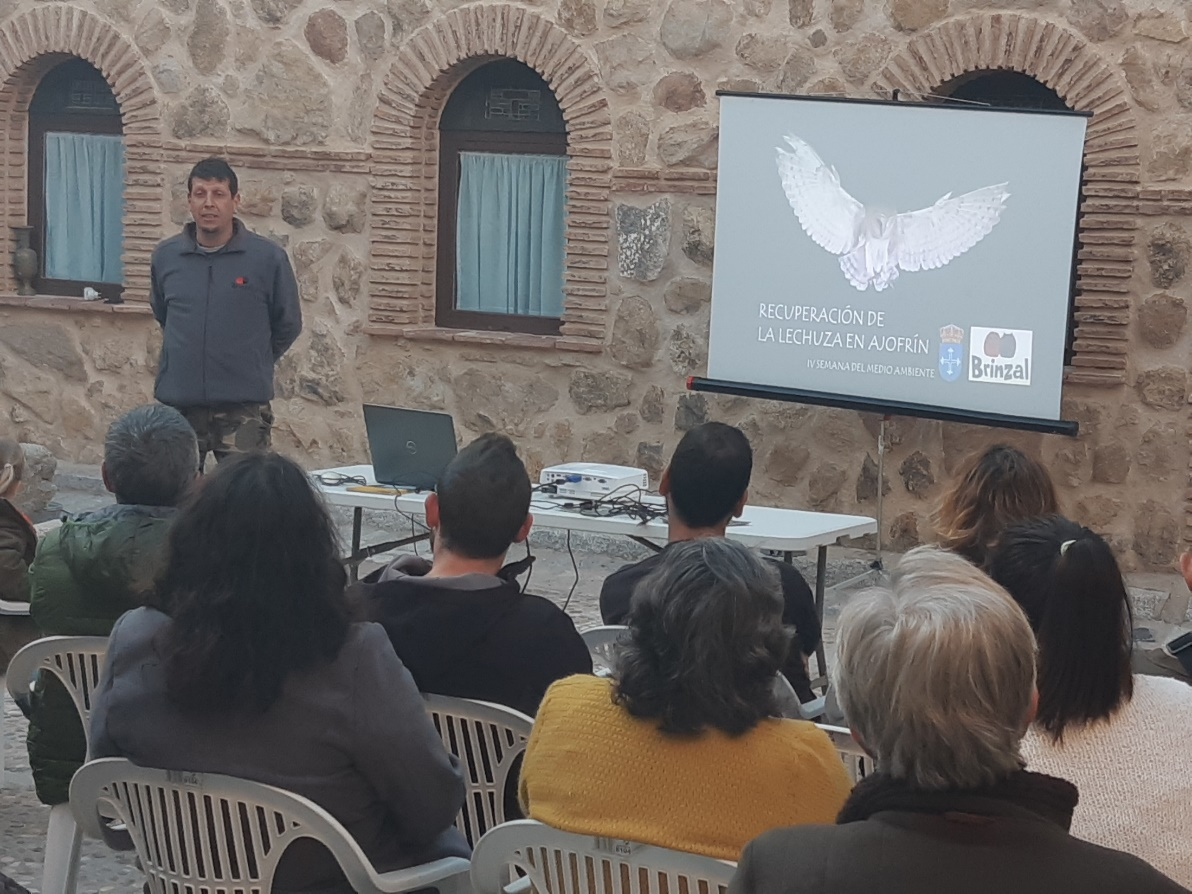 RECUPERACIÓN DE
LA LECHUZA EN AJOFRÍN
IV SEMANA DEL MEDIO AMBIENTE
Brinzal